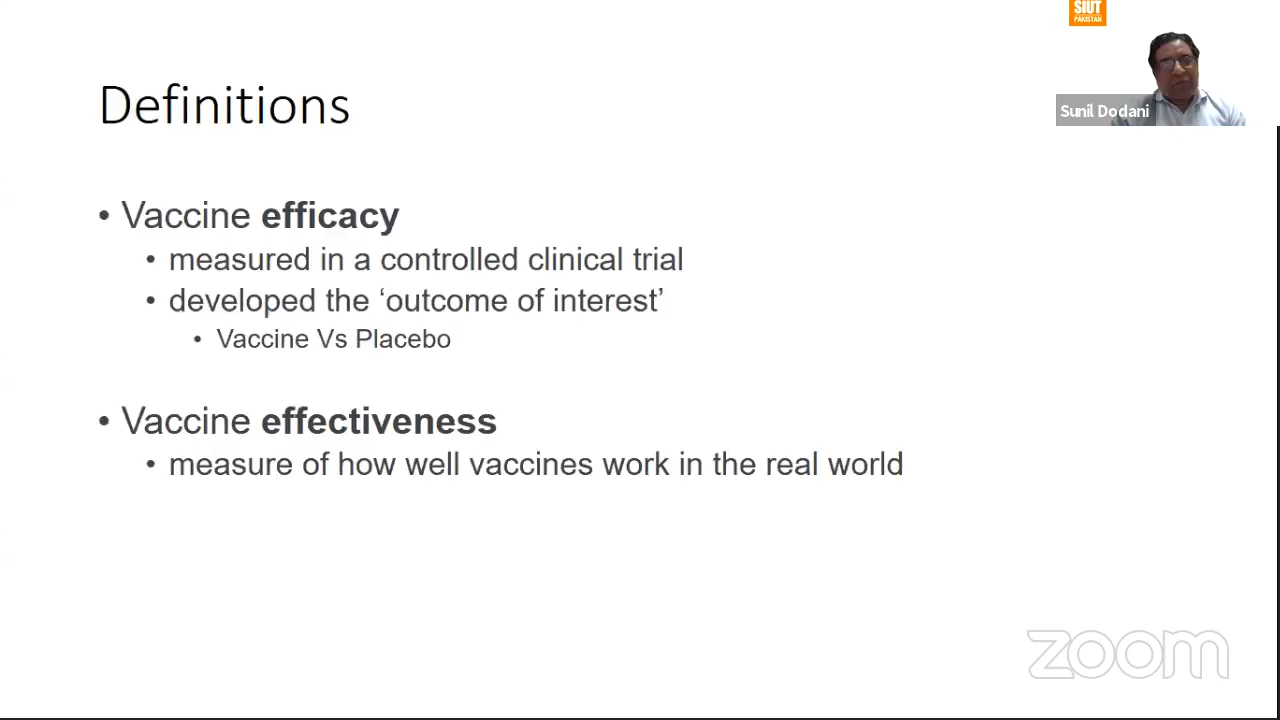 SIUT
PAKISTAN
Sunil Dodani
Definitions
• Vaccine efficacy
• measured in a controlled clinical trial
• developed the ‘outcome of interest’
• Vaccine Vs Placebo
• Vaccine effectiveness
• measure of how well vaccines work in the real world
zoom